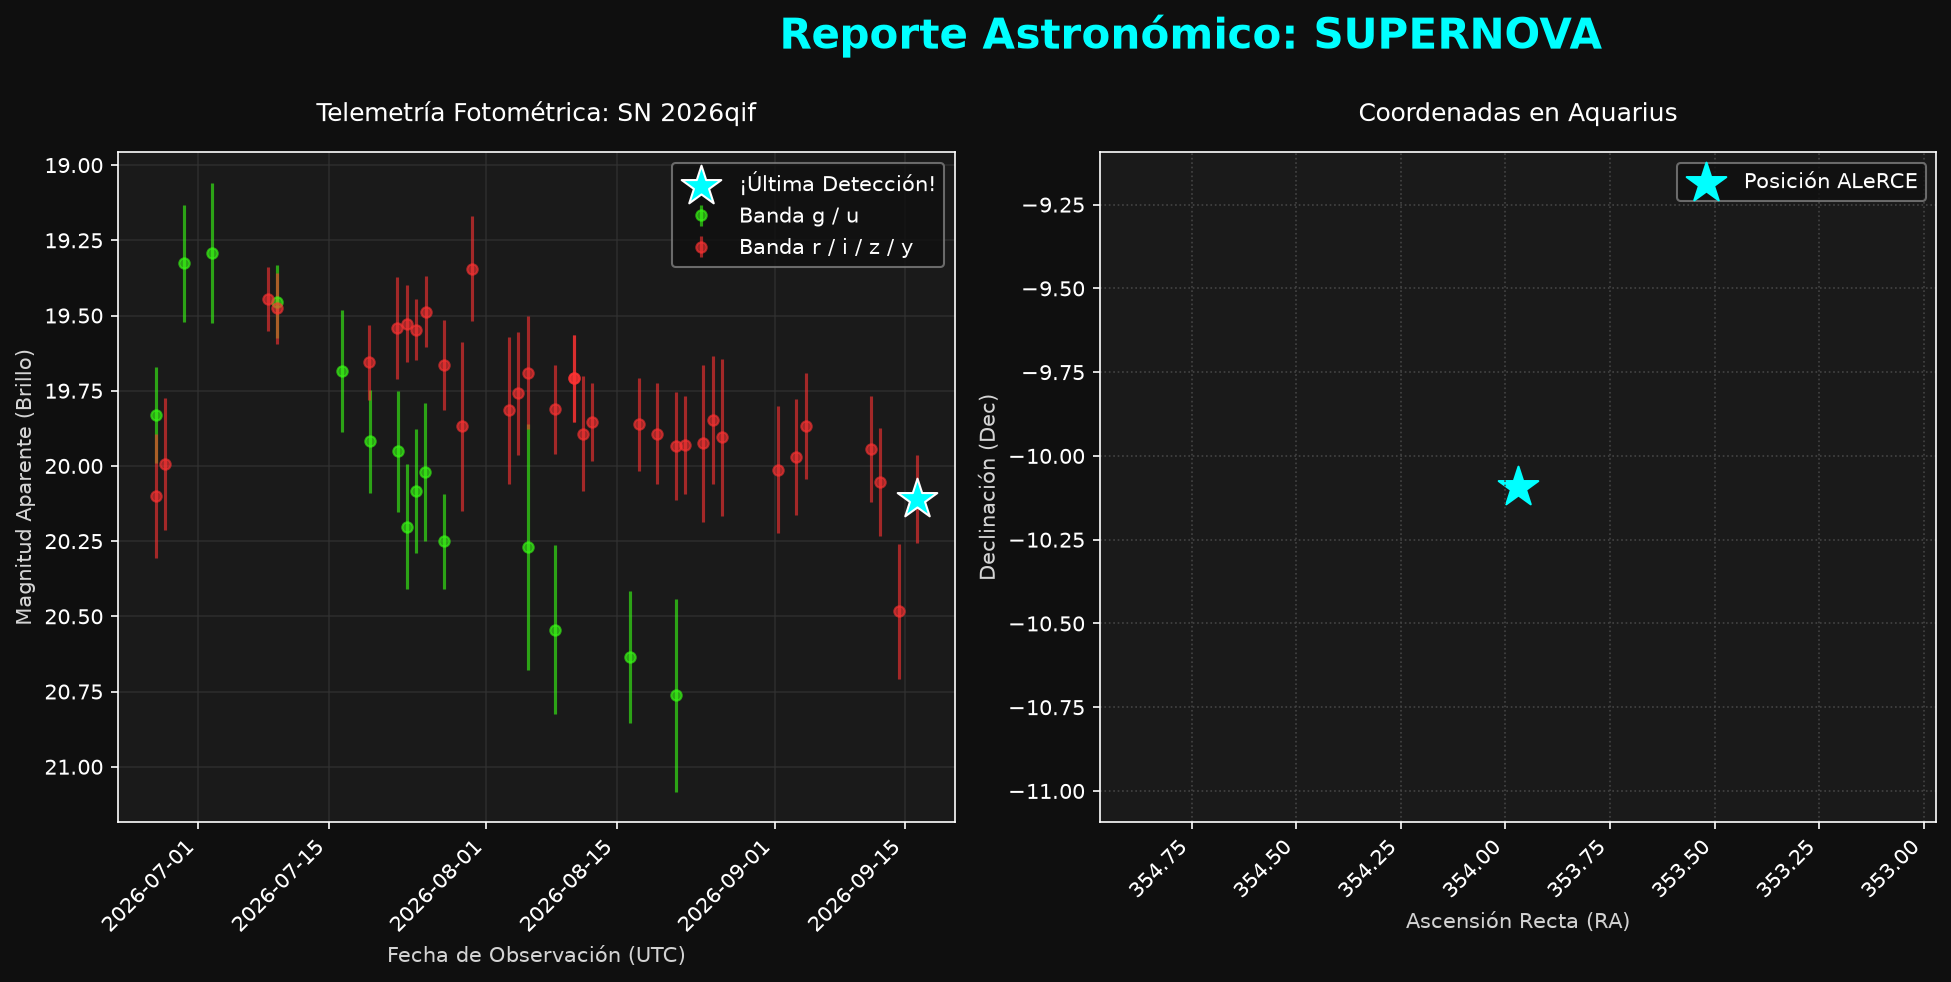 Reporte Astronómico: SUPERNOVA
Telemetría Fotométrica: SN 2026qif
Magnitud Aparente (Brillo)
19.00
19.25
19.50
19.75
20.00
20.25
20.50
20.75
21.00
¡Última Detección!
Banda g / u
Banda r / i / z / y
2026-07-01
2026-07-15
2026-08-01
2026-08-15
2026-09-01
2026-09-15
Fecha de Observación (UTC)
Coordenadas en Aquarius
Declinación (Dec)
−9.25
−9.50
−9.75
−10.00
−10.25
−10.50
−10.75
−11.00
Posición ALeRCE
354.75
354.50
354.25
354.00
353.75
353.50
353.25
353.00
Ascensión Recta (RA)